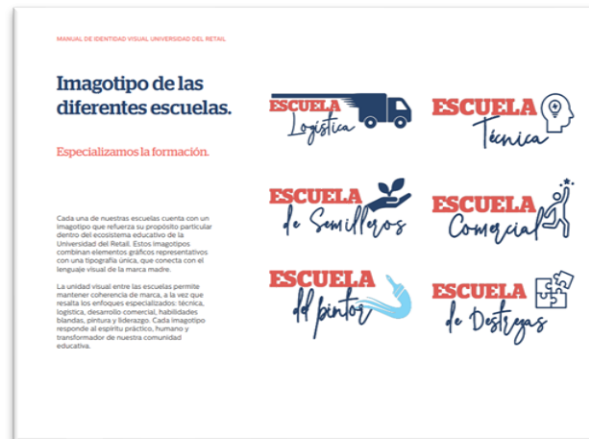 MANUAL DE IDENTIDAD VISUAL UNIVERSIDAD DEL RETAIL
Imagotipo de las
diferentes escuelas.
Especializamos la formación.
Cada una de nuestras escuelas cuenta con un
imagotipo que refuerza su propósito particular
dentro del ecosistema educativo de la
Universidad del Retail. Estos imagotipos
combinan elementos gráficos representativos
con una tipografía única, que conecta con el
lenguaje visual de la marca madre.
La unidad visual entre las escuelas permite
mantener coherencia de marca, a la vez que
resalta los enfoques especializados: técnica,
logística, desarrollo comercial, habilidades
blandas, pintura y liderazgo. Cada imagotipo
responde al espíritu práctico, humano y
transformador de nuestra comunidad
educativa.
ESCUELA
Logística
ESCUELA
Técnica
ESCUELA
de Semilleros
ESCUELA
Comercial
ESCUELA
del pintor
ESCUELA
de Destrezas